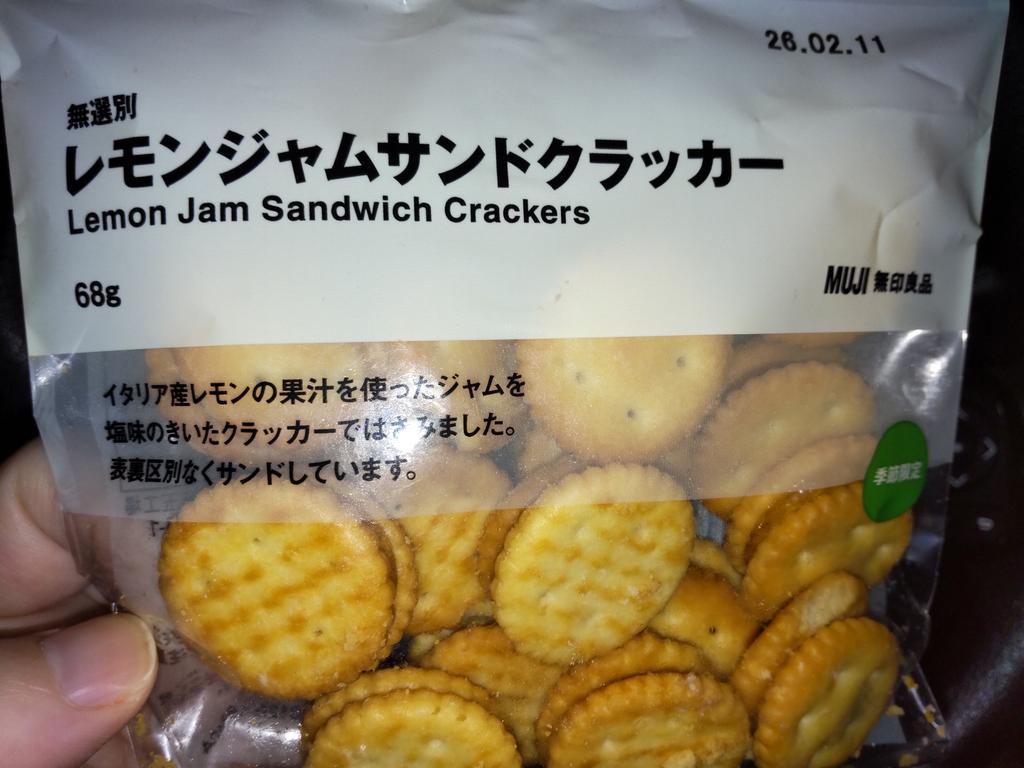 26.02.11
無選別
レモンジャムサンドクラッカー
Lemon Jam Sandwich Crackers
68g
MUJI 無印良品
イタリア産レモンの果汁を使ったジャムを
塩味のきいたクラッカーではさみました。
表裏区別なくサンドしています。
季節限定